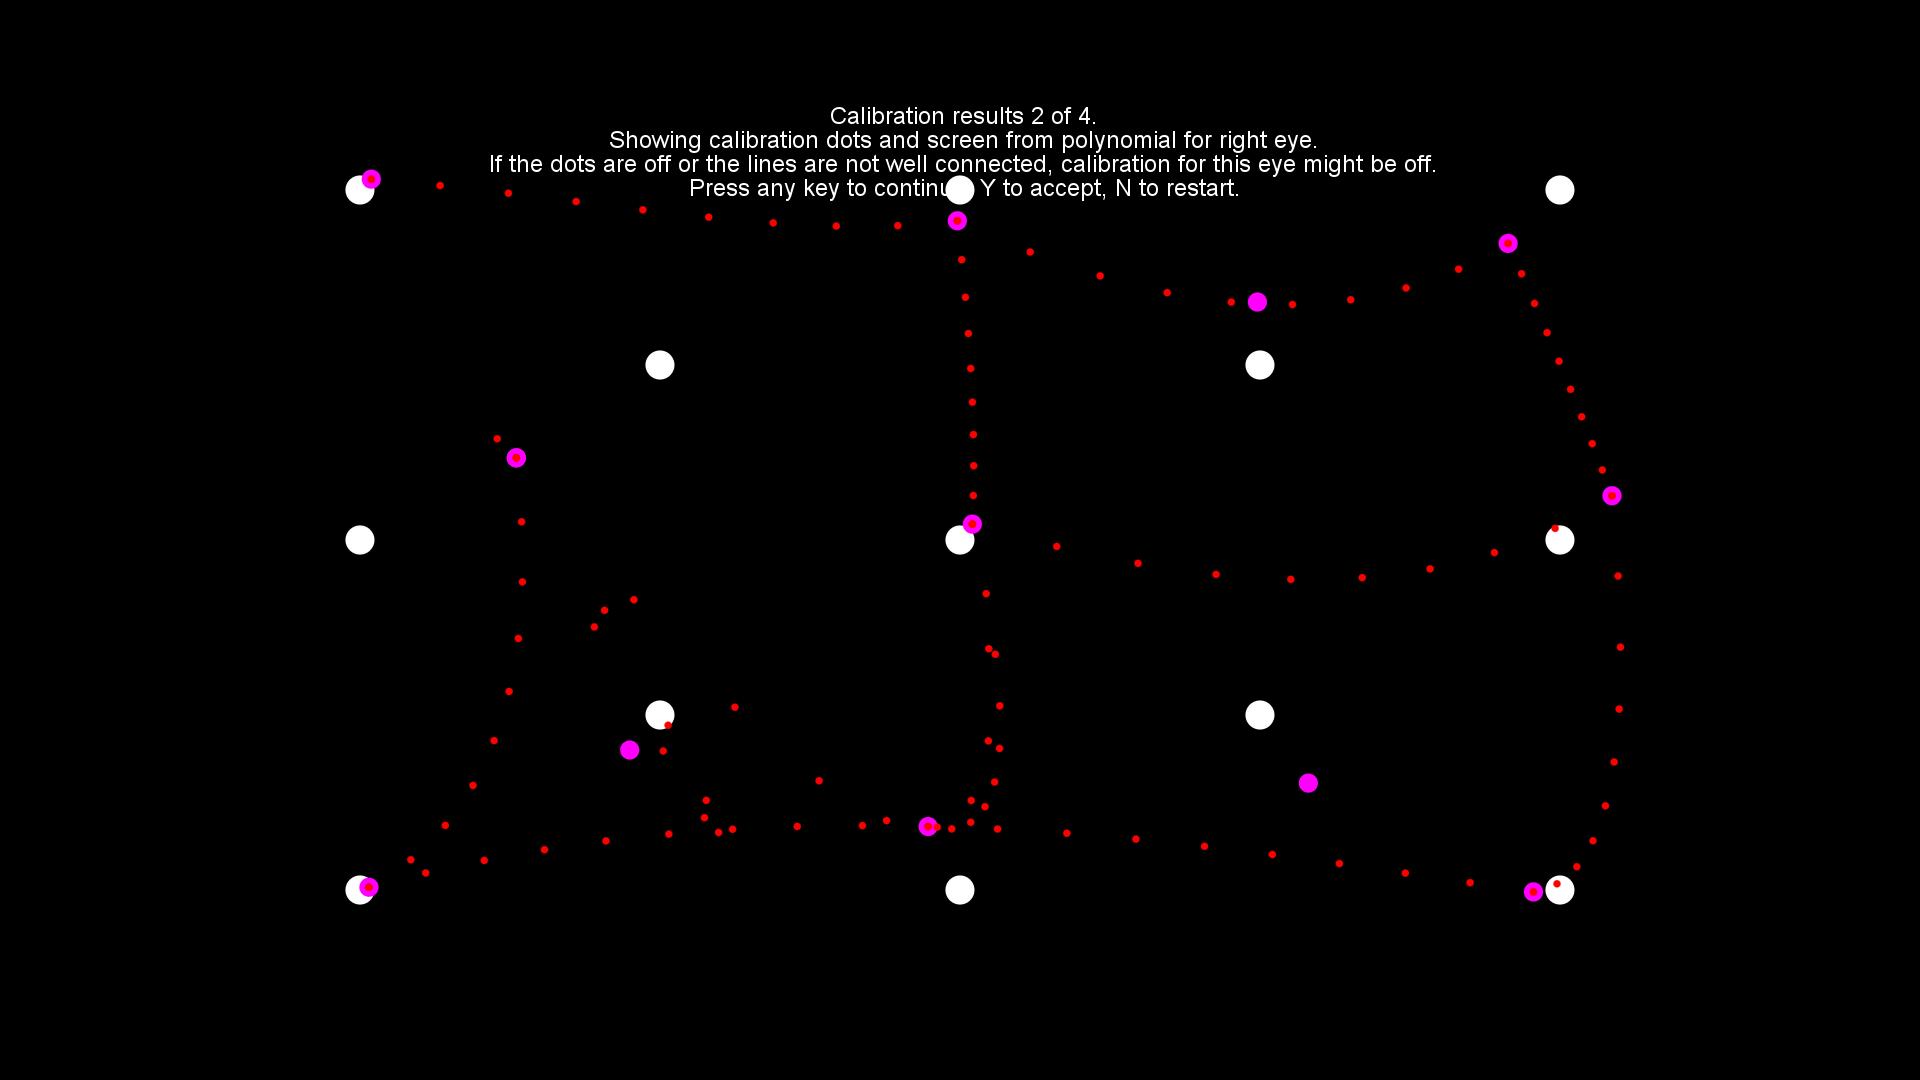 Calibration results 2 of 4.
Showing calibration dots and screen from polynomial for right eye.
If the dots are off or the lines are not well connected, calibration for this eye might be off.
Press any key to continue, Y to accept, N to restart.